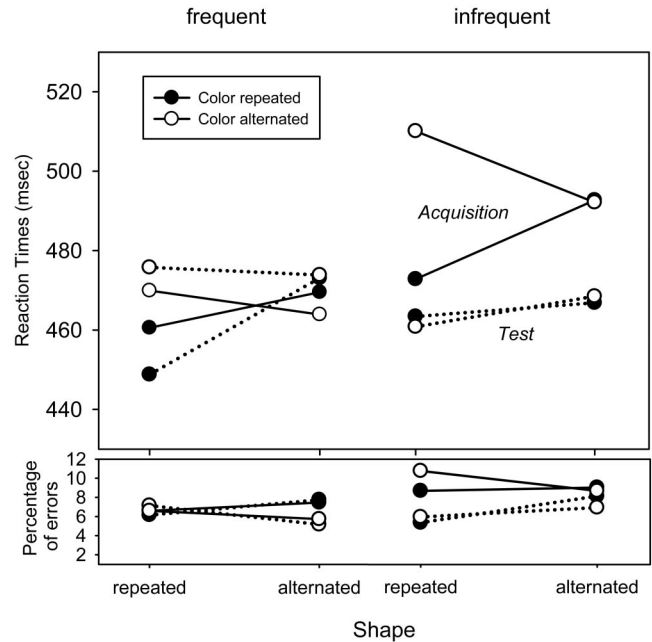 frequent infrequent
520
500
480
460
440
Reaction Times (msec)
Color repeated
Color alternated
Acquisition
Test
12
10
8
6
4
2
Percentage
of errors
repeated alternated repeated alternated
Shape